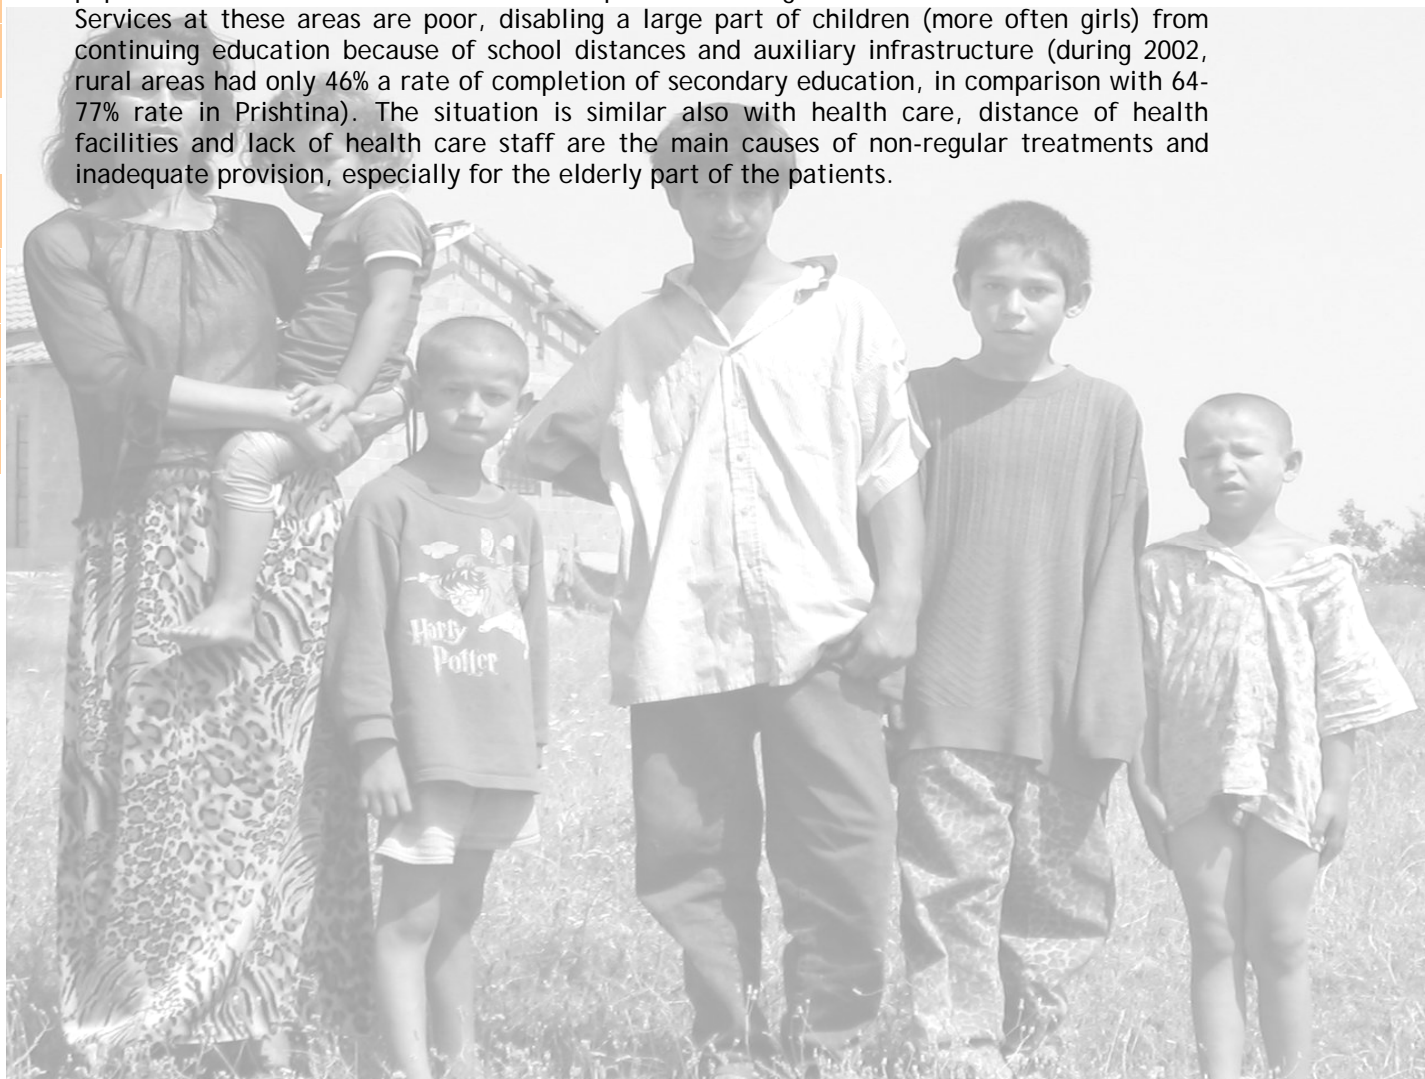 Services at these areas are poor, disabling a large part of children (more often girls) from
continuing education because of school distances and auxiliary infrastructure (during 2002,
rural areas had only 46% a rate of completion of secondary education, in comparison with 64-
77% rate in Prishtina). The situation is similar also with health care, distance of health
facilities and lack of health care staff are the main causes of non-regular treatments and
inadequate provision, especially for the elderly part of the patients.
Harry
Potter